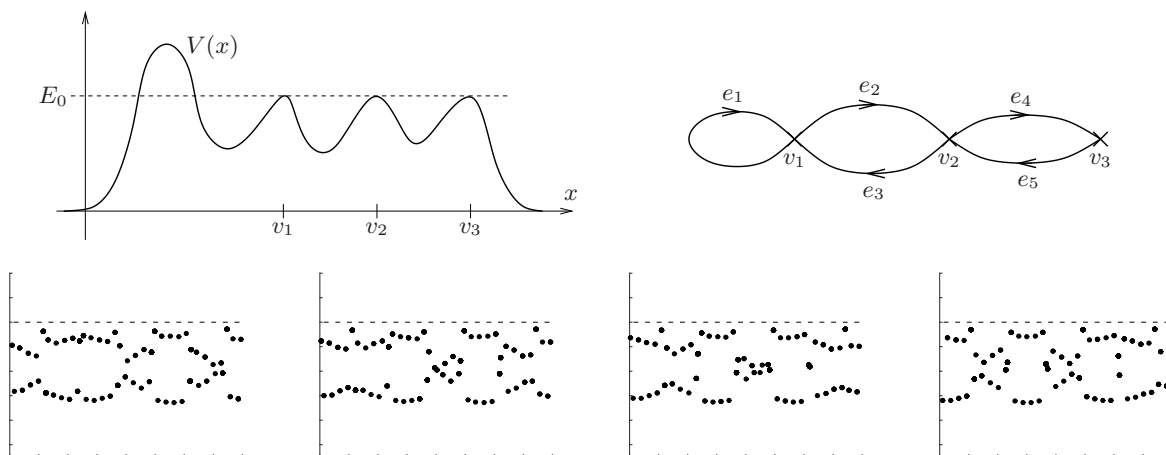 V(x)
E₀
x
v₁ v₂ v₃
e₁ e₂ e₄
v₁ v₂ v₃
e₃ e₅